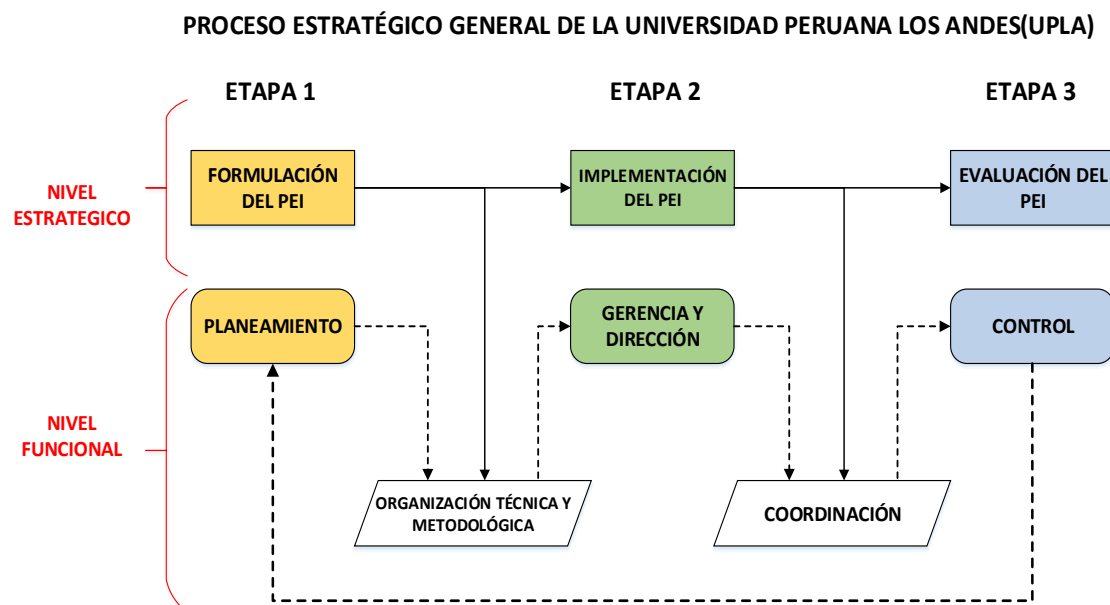 PROCESO ESTRATÉGICO GENERAL DE LA UNIVERSIDAD PERUANA LOS ANDES(UPLA)
ETAPA 1
ETAPA 2
ETAPA 3
NIVEL
ESTRATEGICO
FORMULACIÓN
DEL PEI
IMPLEMENTACIÓN
DEL PEI
EVALUACIÓN DEL
PEI
NIVEL
FUNCIONAL
PLANEAMIENTO
GERENCIA Y
DIRECCIÓN
CONTROL
ORGANIZACIÓN TÉCNICA Y
METODOLÓGICA
COORDINACIÓN